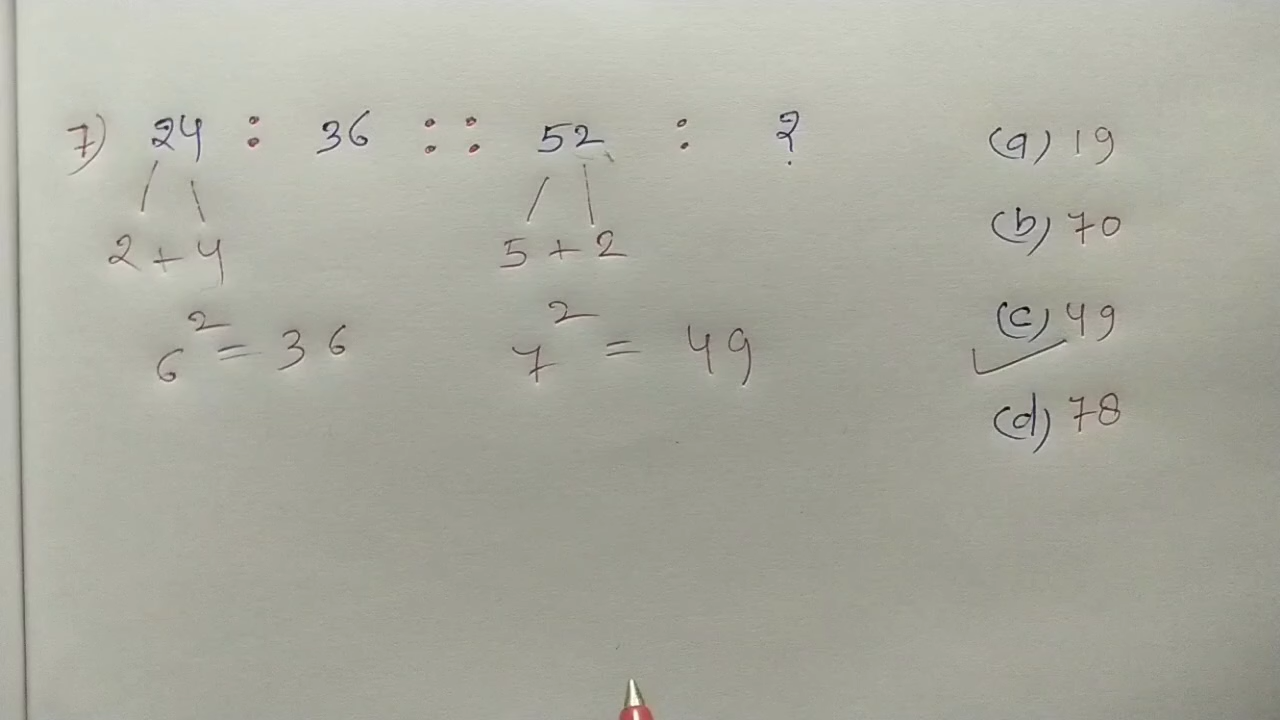 7) 24 : 36 :: 52 : ?
(a) 19
(b) 70
2 + 4 5 + 2
(c) 49
6² = 36 7² = 49
(d) 78